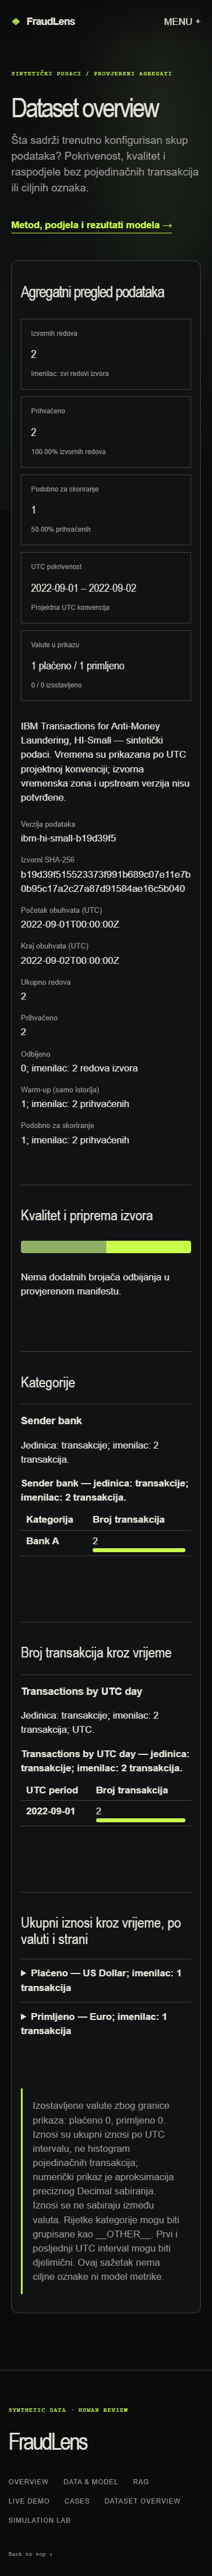 FraudLens
MENU +
SINTETIČKI PODACI / PROVJERENI AGREGATI
Dataset overview
Šta sadrži trenutno konfigurisan skup
podataka? Pokrivenost, kvalitet i
raspodjele bez pojedinačnih transakcija
ili ciljnih oznaka.
Metod, podjela i rezultati modela →
Agregatni pregled podataka
Izvornih redova
2
Imenilac: svi redovi izvora
Prihvaćeno
2
100.00% izvornih redova
Podobno za skoriranje
1
50.00% prihvaćenih
UTC pokrivenost
2022-09-01 – 2022-09-02
Projektna UTC konvencija
Valute u prikazu
1 plaćeno / 1 primljeno
0 / 0 izostavljeno
IBM Transactions for Anti-Money
Laundering, HI-Small — sintetički
podaci. Vremena su prikazana po UTC
projektnoj konvenciji; izvorna
vremenska zona i upstream verzija nisu
potvrđene.
Verzija podataka
ibm-hi-small-b19d39f5
Izvorni SHA-256
b19d39f515523373f991b689c07e11e7b
0b95c17a2c27a87d91584ae16c5b040
Početak obuhvata (UTC)
2022-09-01T00:00:00Z
Kraj obuhvata (UTC)
2022-09-02T00:00:00Z
Ukupno redova
2
Prihvaćeno
2
Odbijeno
0; imenilac: 2 redova izvora
Warm-up (samo istorija)
1; imenilac: 2 prihvaćenih
Podobno za skoriranje
1; imenilac: 2 prihvaćenih
Kvalitet i priprema izvora
Nema dodatnih brojača odbijanja u
provjerenom manifestu.
Kategorije
Sender bank
Jedinica: transakcije; imenilac: 2
transakcija.
Sender bank — jedinica: transakcije;
imenilac: 2 transakcija.
Kategorija Broj transakcija
Bank A 2
Broj transakcija kroz vrijeme
Transactions by UTC day
Jedinica: transakcije; imenilac: 2
transakcija; UTC.
Transactions by UTC day — jedinica:
transakcije; imenilac: 2 transakcija.
UTC period Broj transakcija
2022-09-01 2
Ukupni iznosi kroz vrijeme, po
valuti i strani
▶ Plaćeno — US Dollar; imenilac: 1
transakcija
▶ Primljeno — Euro; imenilac: 1
transakcija
Izostavljene valute zbog granice
prikaza: plaćeno 0, primljeno 0.
Iznosi su ukupni iznosi po UTC
intervalu, ne histogram
pojedinačnih transakcija;
numerički prikaz je aproksimacija
preciznog Decimal sabiranja.
Iznosi se ne sabiraju između
valuta. Rijetke kategorije mogu biti
grupisane kao __OTHER__. Prvi i
posljednji UTC interval mogu biti
djelimični. Ovaj sažetak nema
ciljne oznake ni model metrike.
SYNTHETIC DATA · HUMAN REVIEW
FraudLens
OVERVIEW DATA & MODEL RAG
LIVE DEMO CASES DATASET OVERVIEW
SIMULATION LAB
Back to top ↑